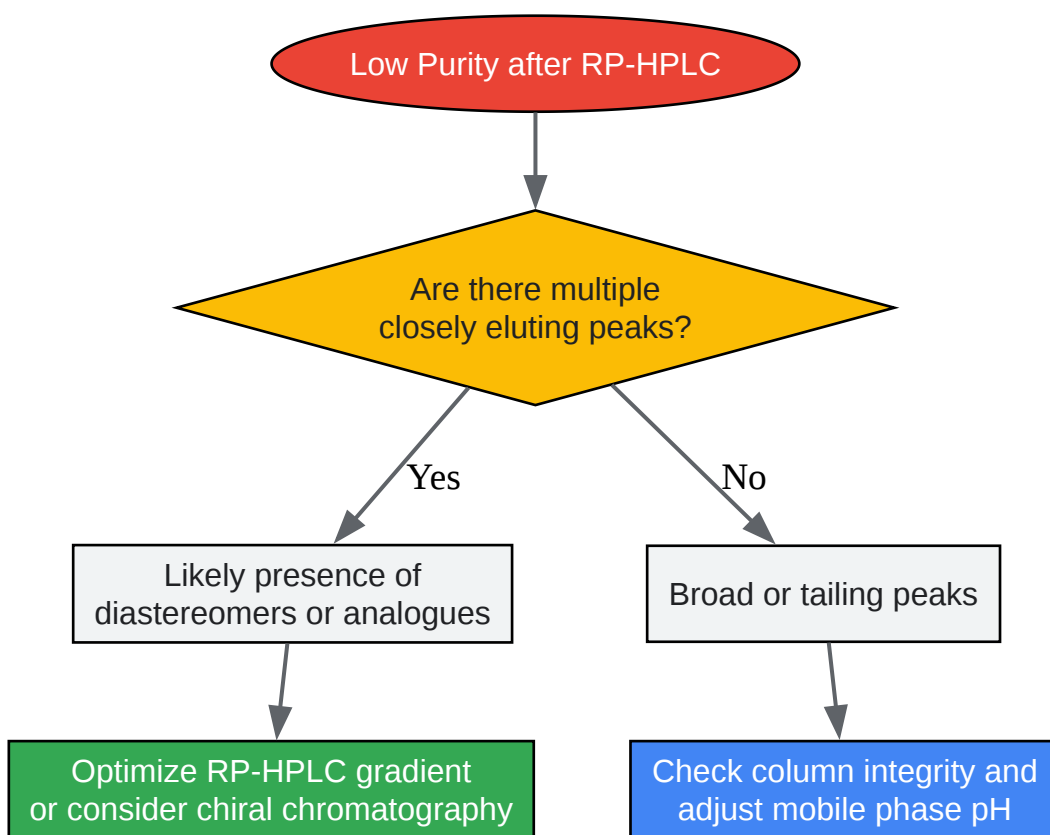 Low Purity after RP-HPLC
Are there multiple
closely eluting peaks?
Yes
No
Likely presence of
diastereomers or analogues
Broad or tailing peaks
Optimize RP-HPLC gradient
or consider chiral chromatography
Check column integrity and
adjust mobile phase pH